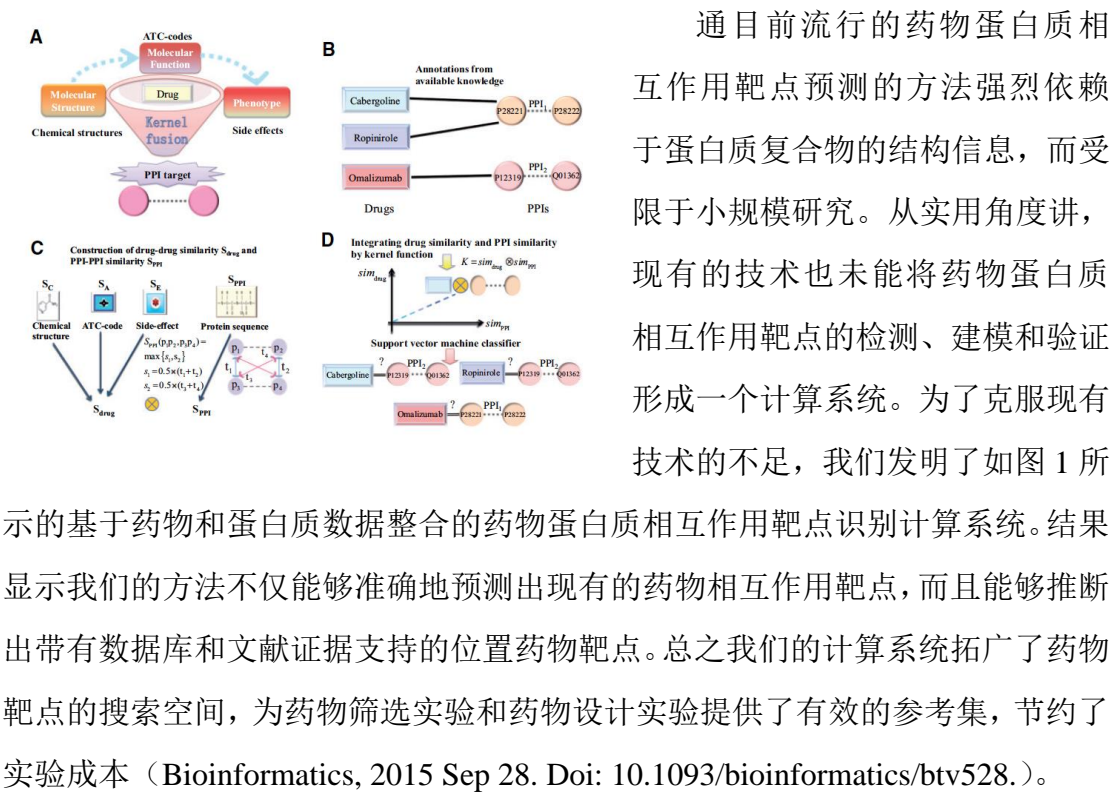 A
ATC-codes
Molecular
Function
Molecular
Structure
Drug
Phenotype
Chemical structures
Kernel
fusion
Side effects
PPI target
B
Annotations from
available knowledge
Cabergoline
P28221
PPI1
P28222
Ropinirole
Omalizumab
P12319
PPI2
Q01362
Drugs
PPIs
C
Construction of drug-drug similarity Sdrug and
PPI-PPI similarity SPPI
SC
SA
SE
SPPI
Chemical
structure
ATC-code
Side-effect
Protein sequence
SPPI(p1p2,p3p4)=
max{s1,s2}
s1=0.5×(t1+t2)
s2=0.5×(t3+t4)
p1
p2
t4
t1
t2
t3
p3
p4
Sdrug
SPPI
D
Integrating drug similarity and PPI similarity
by kernel function
K=simdrug⊗simPPI
simdrug
simPPI
Support vector machine classifier
Cabergoline
?
P12319
PPI2
Q01362
Ropinirole
?
P12319
PPI2
Q01362
Omalizumab
?
P28221
PPI1
P28222
通目前流行的药物蛋白质相
互作用靶点预测的方法强烈依赖
于蛋白质复合物的结构信息，而受
限于小规模研究。从实用角度讲，
现有的技术也未能将药物蛋白质
相互作用靶点的检测、建模和验证
形成一个计算系统。为了克服现有
技术的不足，我们发明了如图 1 所
示的基于药物和蛋白质数据整合的药物蛋白质相互作用靶点识别计算系统。结果
显示我们的方法不仅能够准确地预测出现有的药物相互作用靶点，而且能够推断
出带有数据库和文献证据支持的位置药物靶点。总之我们的计算系统拓广了药物
靶点的搜索空间，为药物筛选实验和药物设计实验提供了有效的参考集，节约了
实验成本（Bioinformatics, 2015 Sep 28. Doi: 10.1093/bioinformatics/btv528.）。